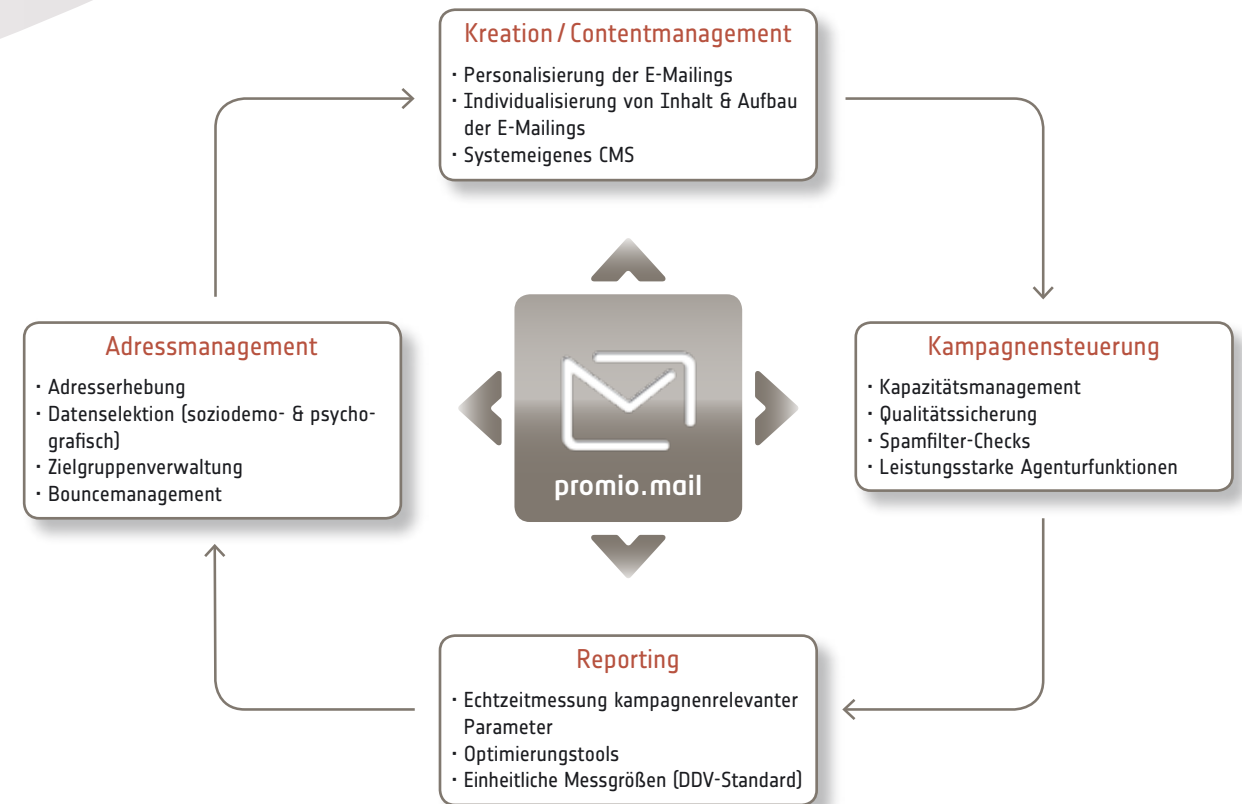 Kreation / Contentmanagement
· Personalisierung der E-Mailings
· Individualisierung von Inhalt & Aufbau
der E-Mailings
· Systemeigenes CMS
Adressmanagement
· Adresserhebung
· Datenselektion (soziodemo- & psycho-
grafisch)
· Zielgruppenverwaltung
· Bouncemanagement
promio.mail
Kampagnensteuerung
· Kapazitätsmanagement
· Qualitätssicherung
· Spamfilter-Checks
· Leistungsstarke Agenturfunktionen
Reporting
· Echtzeitmessung kampagnenrelevanter
Parameter
· Optimierungstools
· Einheitliche Messgrößen (DDV-Standard)